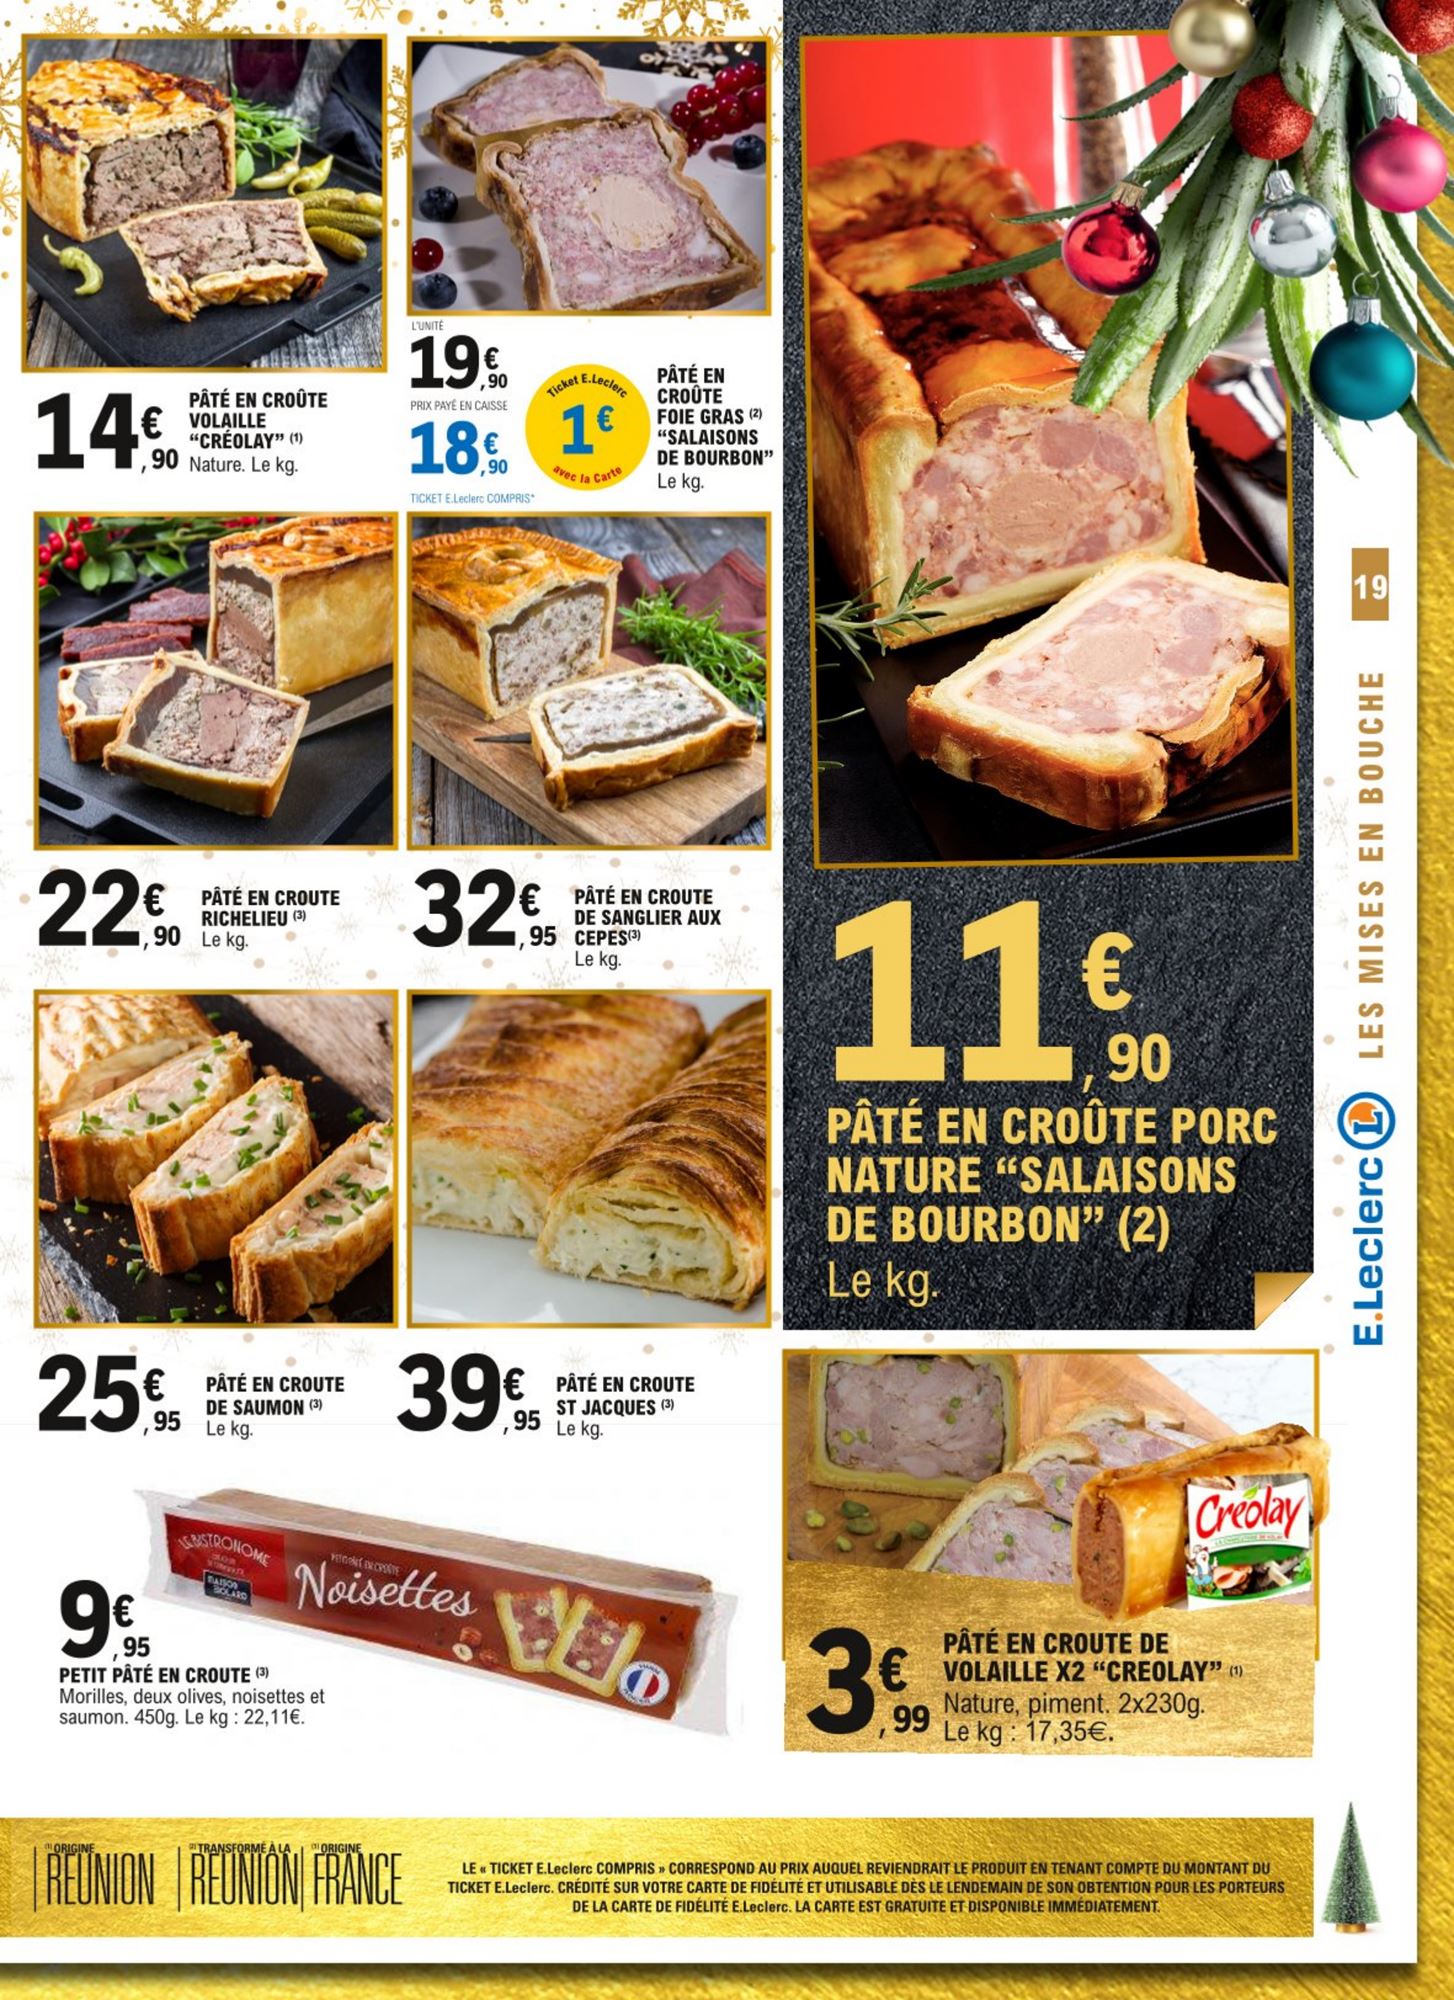 14€,90
PÂTÉ EN CROÛTE
VOLAILLE
“CRÉOLAY” (1)
Nature. Le kg.
L'UNITÉ
19€,90
PRIX PAYÉ EN CAISSE
18€,90
TICKET E.Leclerc COMPRIS*
Ticket E.Leclerc
1€
avec la Carte
PÂTÉ EN
CROÛTE
FOIE GRAS (2)
“SALAISONS
DE BOURBON”
Le kg.
22€,90
PÂTÉ EN CROUTE
RICHELIEU (3)
Le kg.
32€,95
PÂTÉ EN CROUTE
DE SANGLIER AUX
CEPES(3)
Le kg.
25€,95
PÂTÉ EN CROUTE
DE SAUMON (3)
Le kg.
39€,95
PÂTÉ EN CROUTE
ST JACQUES (3)
Le kg.
11€,90
PÂTÉ EN CROÛTE PORC
NATURE “SALAISONS
DE BOURBON” (2)
Le kg.
19
LES MISES EN BOUCHE
E.Leclerc L
LE BISTRONOME
MAISON
PETIT PÂTÉ EN CROÛTE
Noisettes
9€,95
PETIT PÂTÉ EN CROUTE (3)
Morilles, deux olives, noisettes et
saumon. 450g. Le kg : 22,11€.
Créolay
3€,99
PÂTÉ EN CROUTE DE
VOLAILLE X2 “CREOLAY” (1)
Nature, piment. 2x230g.
Le kg : 17,35€.
(1) ORIGINE
RÉUNION
(2) TRANSFORMÉ À LA
RÉUNION
(3) ORIGINE
FRANCE
LE « TICKET E.Leclerc COMPRIS » CORRESPOND AU PRIX AUQUEL REVIENDRAIT LE PRODUIT EN TENANT COMPTE DU MONTANT DU
TICKET E.Leclerc. CRÉDITÉ SUR VOTRE CARTE DE FIDÉLITÉ ET UTILISABLE DÈS LE LENDEMAIN DE SON OBTENTION POUR LES PORTEURS
DE LA CARTE DE FIDÉLITÉ E.Leclerc. LA CARTE EST GRATUITE ET DISPONIBLE IMMÉDIATEMENT.